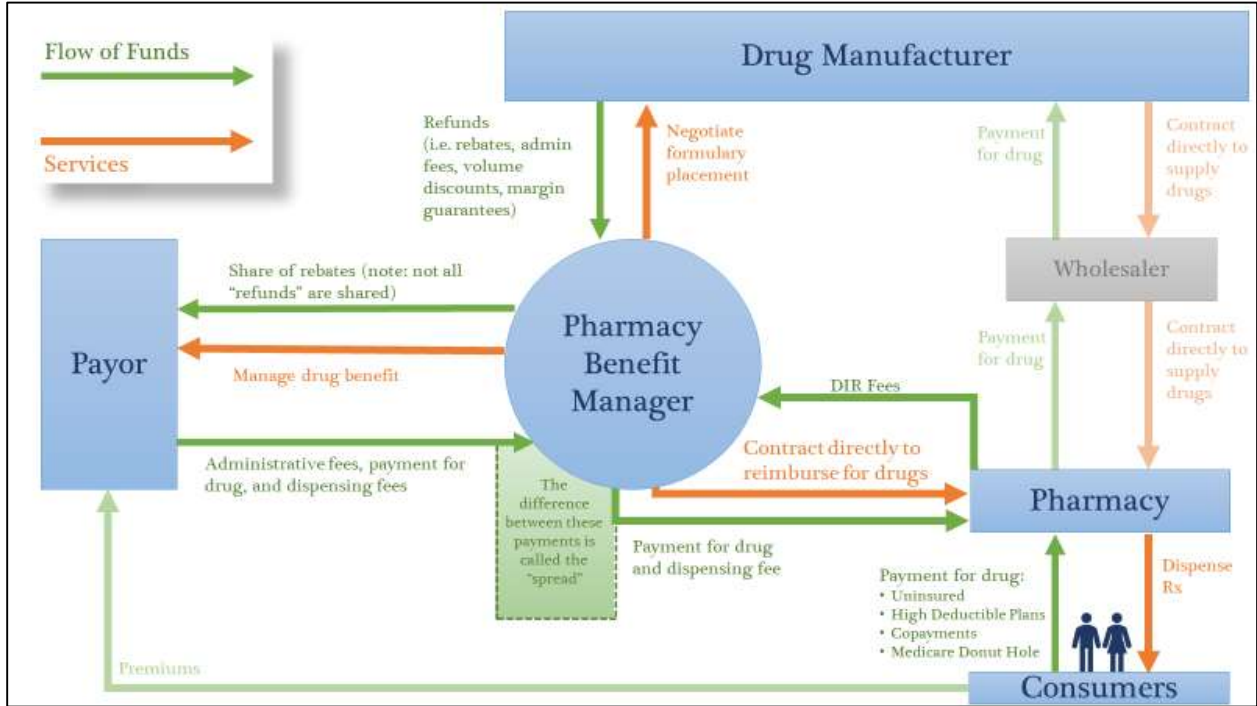 Flow of Funds
Services
Drug Manufacturer
Refunds
(i.e. rebates, admin
fees, volume
discounts, margin
guarantees)
Negotiate
formulary
placement
Payment
for drug
Contract
directly to
supply
drugs
Wholesaler
Share of rebates (note: not all
“refunds” are shared)
Payor
Manage drug benefit
Pharmacy
Benefit
Manager
Payment
for drug
Contract
directly to
supply
drugs
DIR Fees
Administrative fees, payment for
drug, and dispensing fees
Contract directly to
reimburse for drugs
Pharmacy
The
difference
between these
payments is
called the
“spread”
Payment for drug
and dispensing fee
Payment for drug:
• Uninsured
• High Deductible Plans
• Copayments
• Medicare Donut Hole
Dispense
Rx
Premiums
Consumers